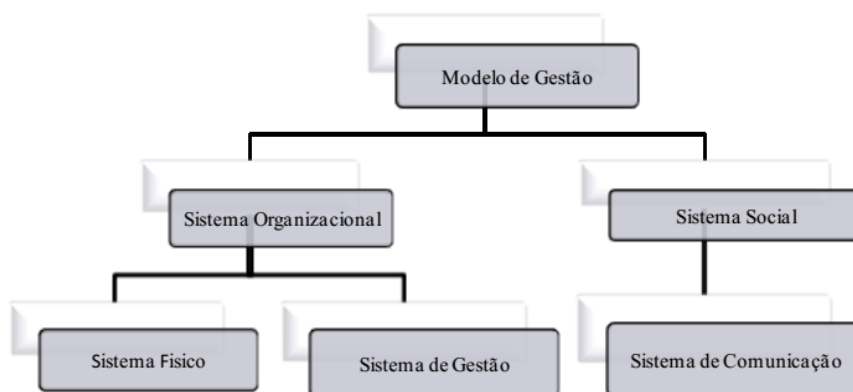 Modelo de Gestão
Sistema Organizacional
Sistema Social
Sistema Fisico
Sistema de Gestão
Sistema de Comunicação